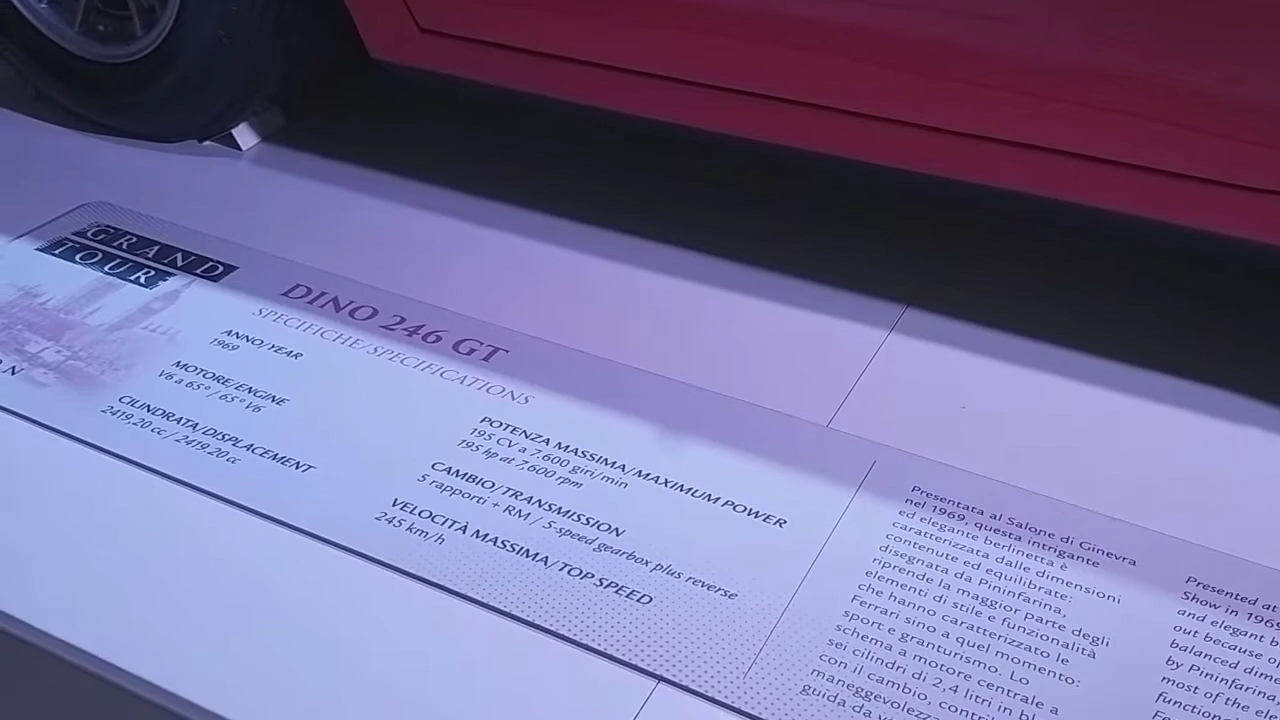 GRAND
TOUR
DINO 246 GT
SPECIFICHE/SPECIFICATIONS
ANNO/YEAR
1969
MOTORE/ENGINE
V6 a 65° / 65° V6
CILINDRATA/DISPLACEMENT
2419,20 cc / 2419.20 cc
POTENZA MASSIMA/MAXIMUM POWER
195 CV a 7.600 giri/min
195 hp at 7,600 rpm
CAMBIO/TRANSMISSION
5 rapporti + RM / 5-speed gearbox plus reverse
VELOCITÀ MASSIMA/TOP SPEED
245 km/h
Presentata al Salone di Ginevra
nel 1969, questa intrigante
ed elegante berlinetta è
caratterizzata dalle dimensioni
contenute ed equilibrate:
disegnata da Pininfarina,
riprende la maggior parte degli
elementi di stile e funzionalità
che hanno caratterizzato le
Ferrari sino a quel momento:
sport e granturismo. Lo
schema a motore centrale a
sei cilindri di 2,4 litri in bl
con il cambio,
maneggevolezza
guida da
Presented at
Show in 1969
and elegant b
out because o
balanced dime
by Pininfarina,
most of the ele
function